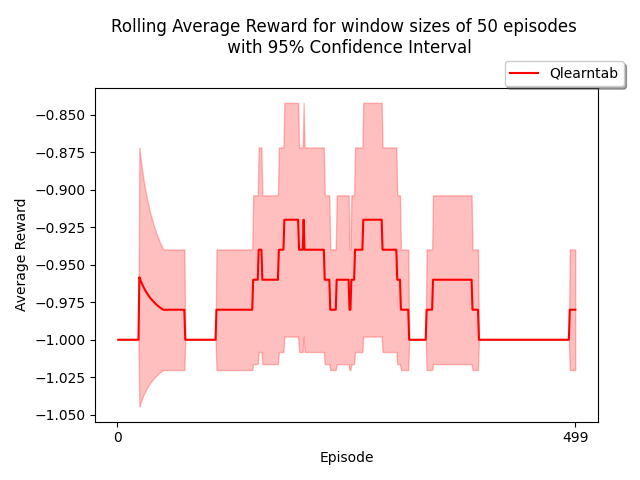 Rolling Average Reward for window sizes of 50 episodes
with 95% Confidence Interval
Qlearntab
−0.850
−0.875
−0.900
−0.925
−0.950
−0.975
−1.000
−1.025
−1.050
Average Reward
0
499
Episode